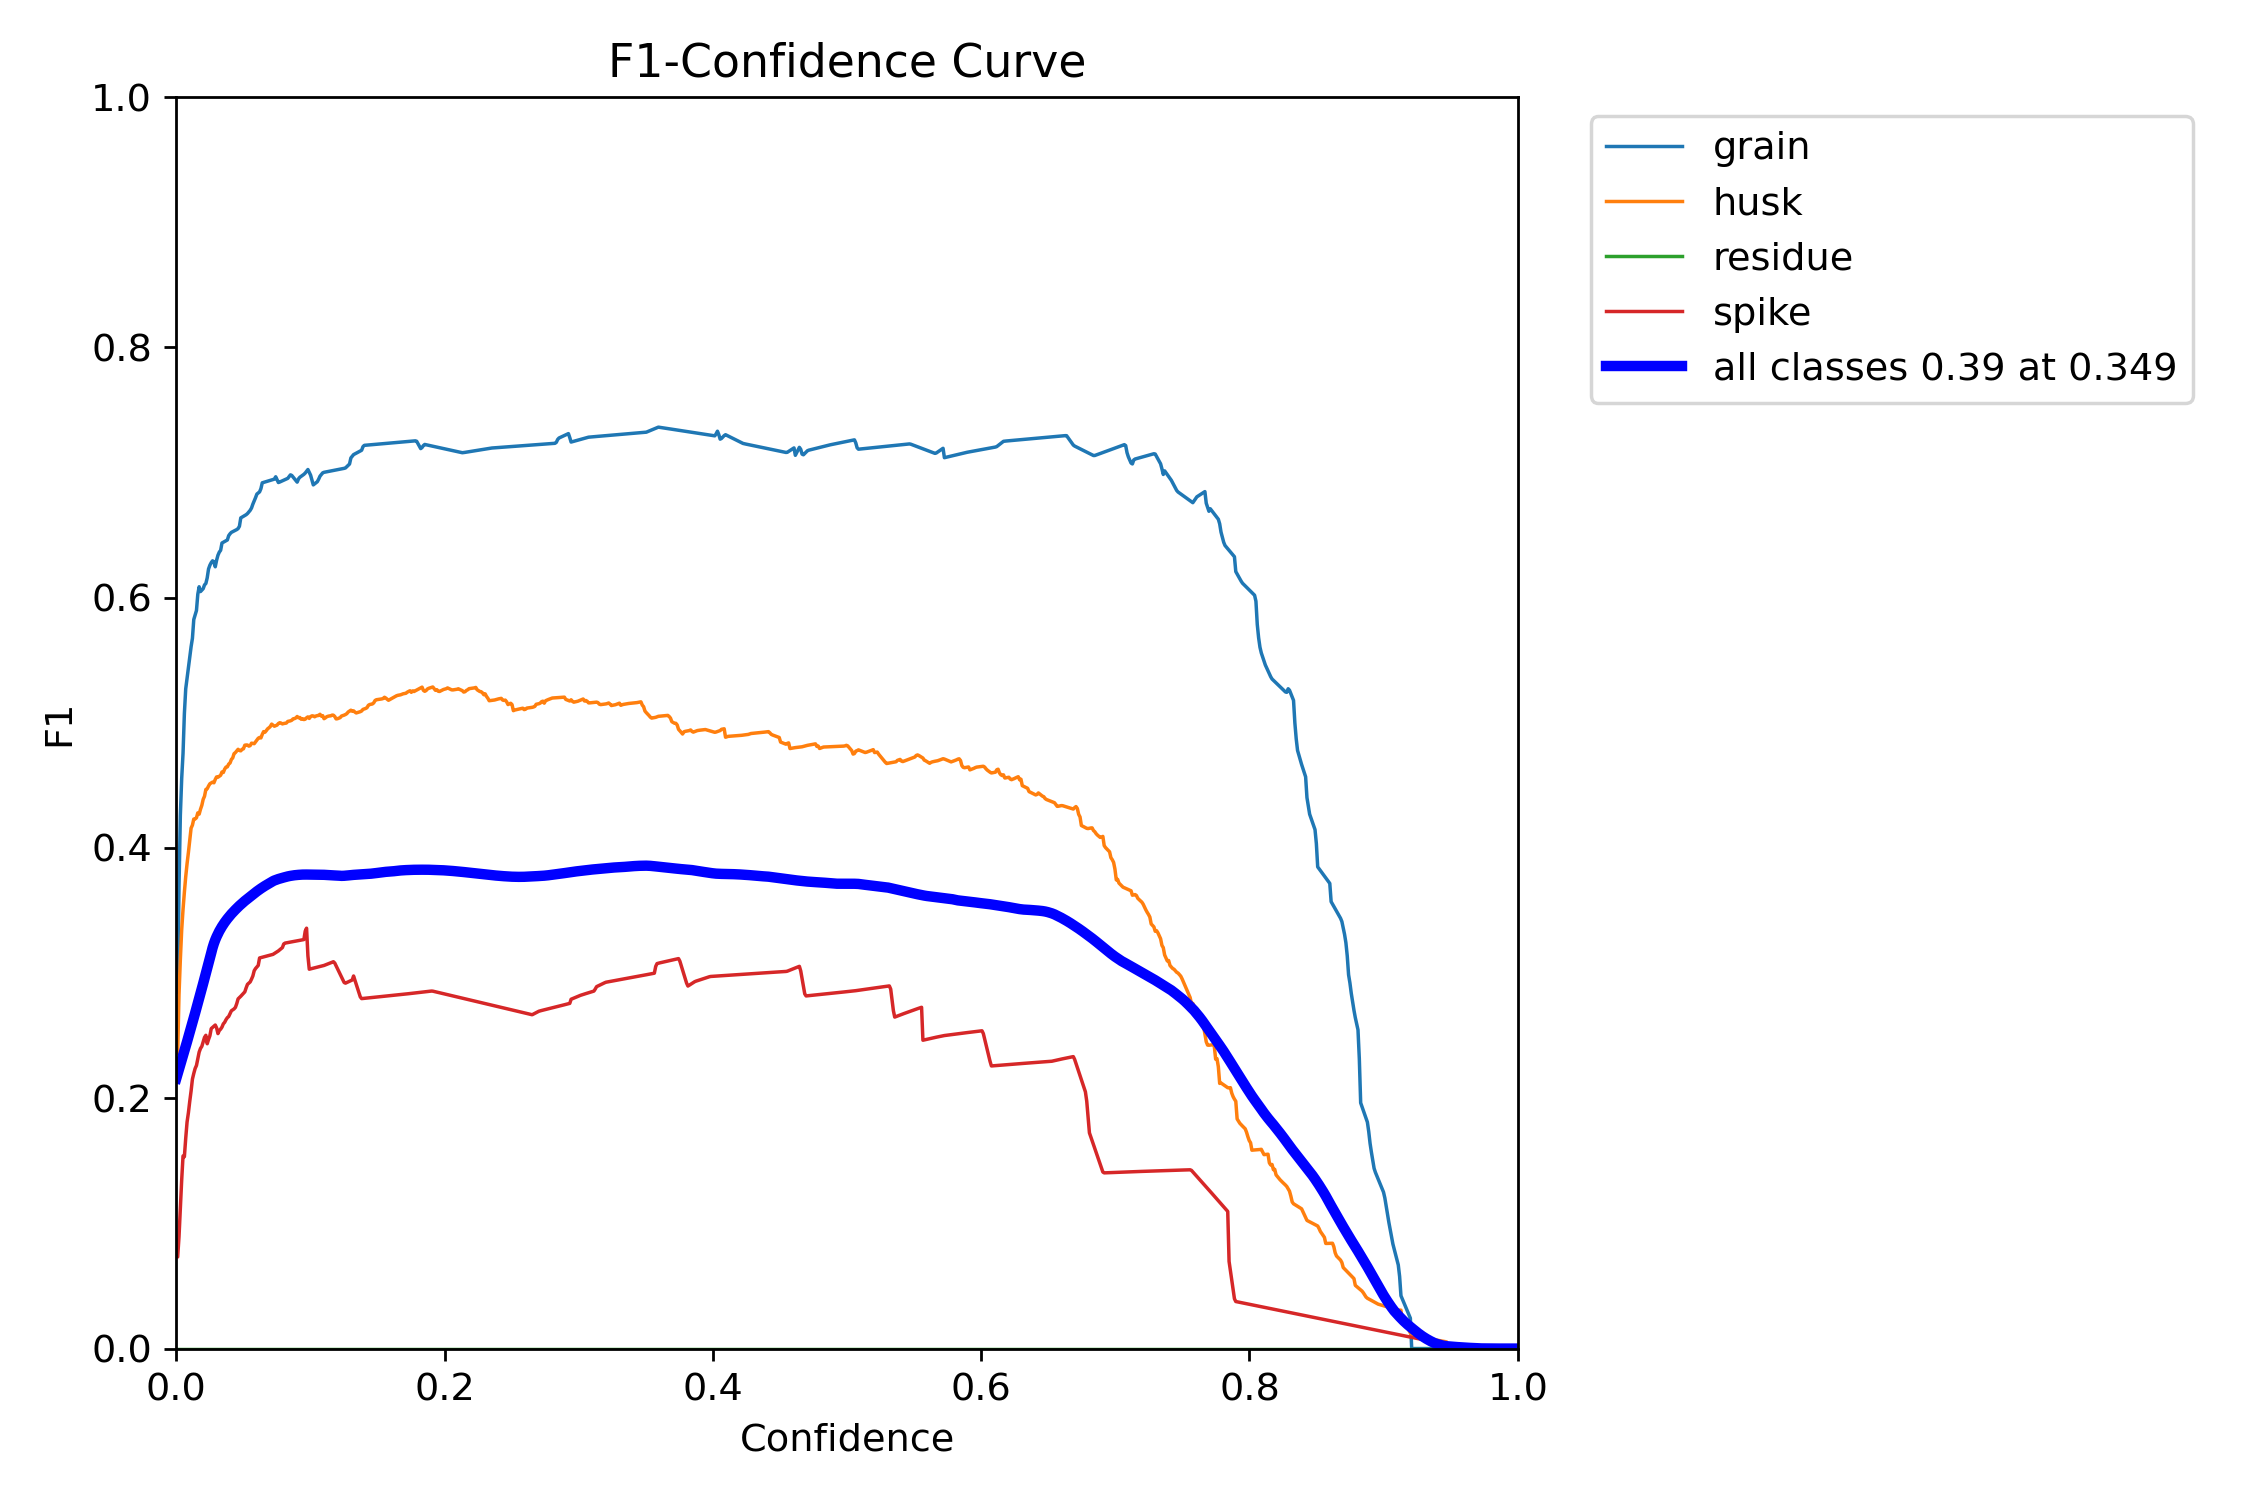 F1-Confidence Curve
1.0
0.8
0.6
0.4
0.2
0.0
F1
0.0 0.2 0.4 0.6 0.8 1.0
Confidence
grain
husk
residue
spike
all classes 0.39 at 0.349